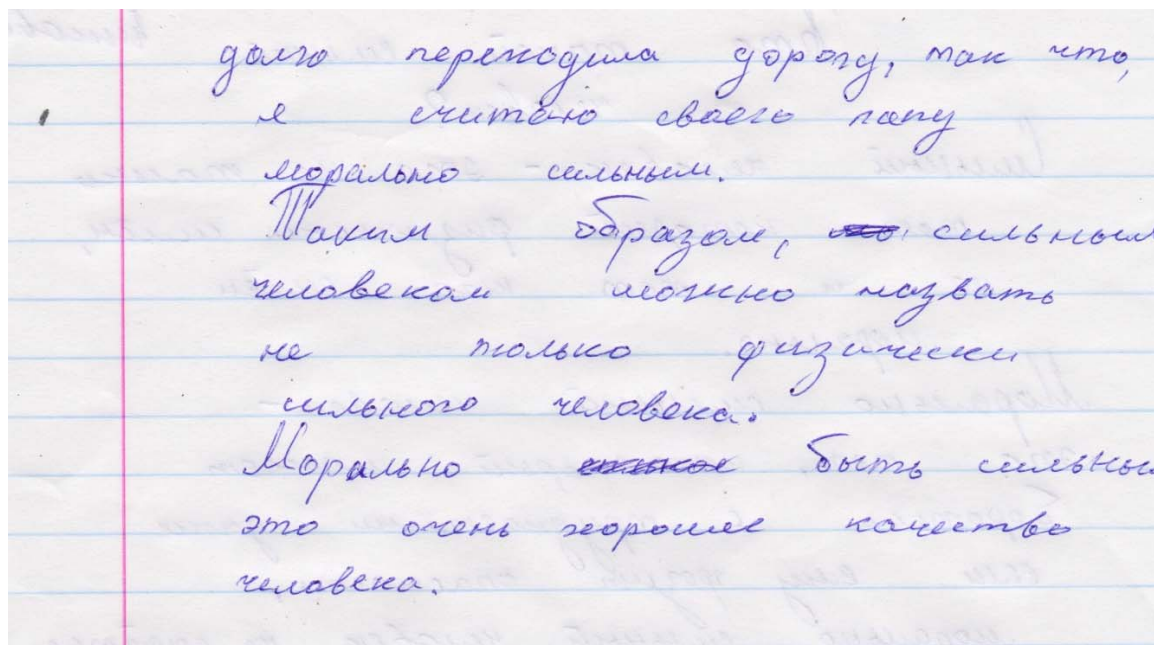 долго переходила дорогу, так что,
я считаю своего папу
морально сильным.
Таким образом, сильным
человеком можно назвать
не только физически
сильного человека.
Морально быть сильным
это очень хорошее качество
человека.